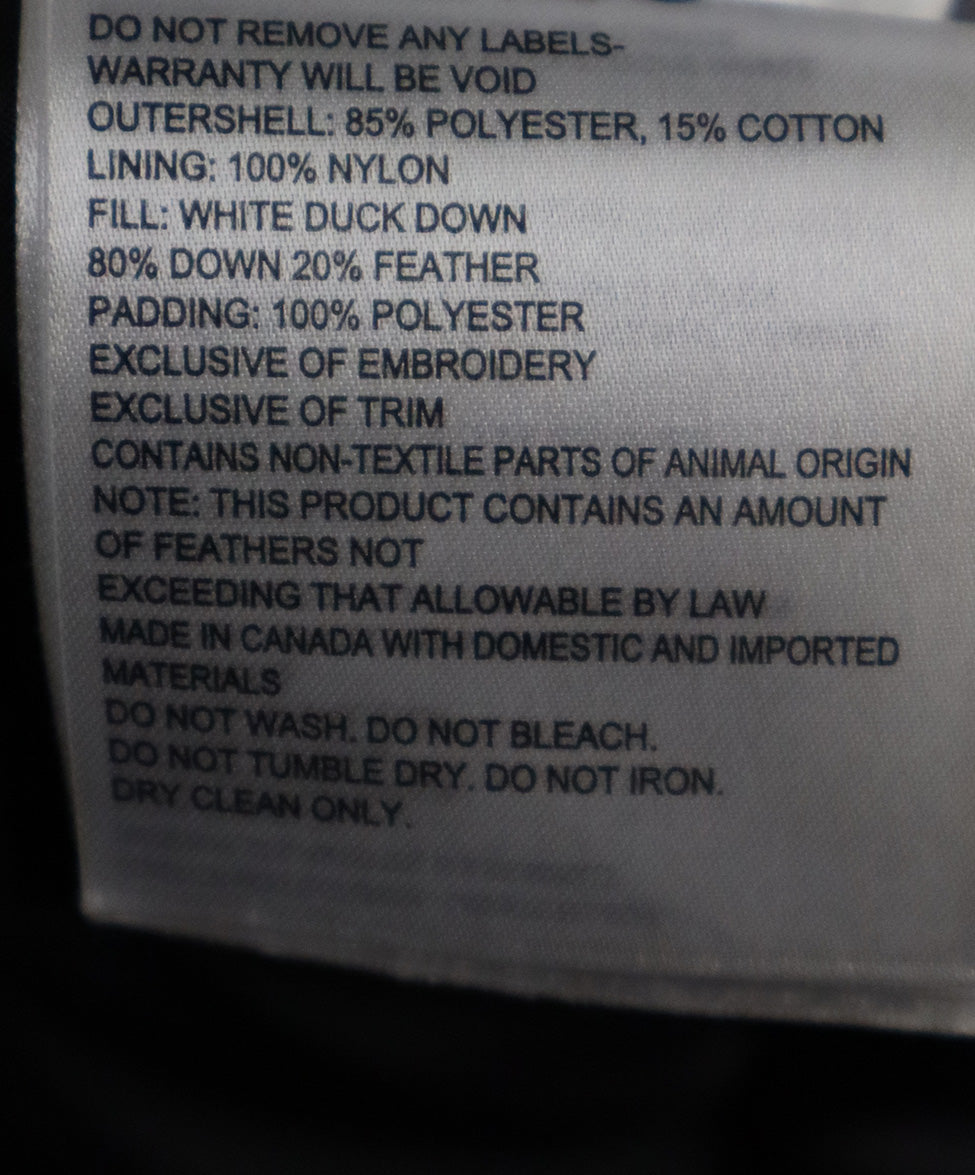 DO NOT REMOVE ANY LABELS-
WARRANTY WILL BE VOID
OUTERSHELL: 85% POLYESTER, 15% COTTON
LINING: 100% NYLON
FILL: WHITE DUCK DOWN
80% DOWN 20% FEATHER
PADDING: 100% POLYESTER
EXCLUSIVE OF EMBROIDERY
EXCLUSIVE OF TRIM
CONTAINS NON-TEXTILE PARTS OF ANIMAL ORIGIN
NOTE: THIS PRODUCT CONTAINS AN AMOUNT
OF FEATHERS NOT
EXCEEDING THAT ALLOWABLE BY LAW
MADE IN CANADA WITH DOMESTIC AND IMPORTED
MATERIALS
DO NOT WASH. DO NOT BLEACH.
DO NOT TUMBLE DRY. DO NOT IRON.
DRY CLEAN ONLY.